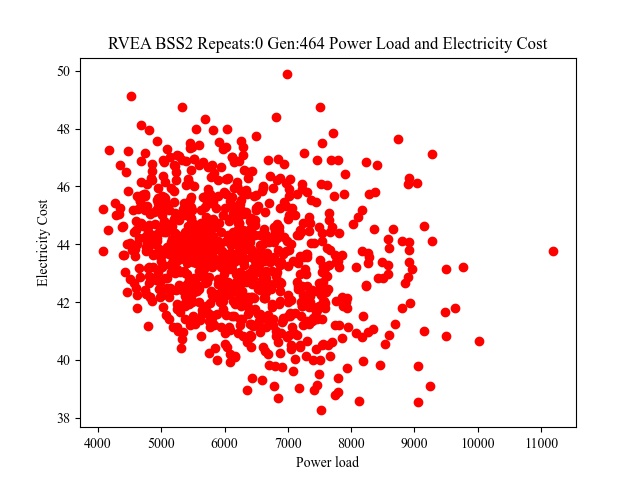 RVEA BSS2 Repeats:0 Gen:464 Power Load and Electricity Cost
50
48
46
44
42
40
38
Electricity Cost
4000 5000 6000 7000 8000 9000 10000 11000
Power load